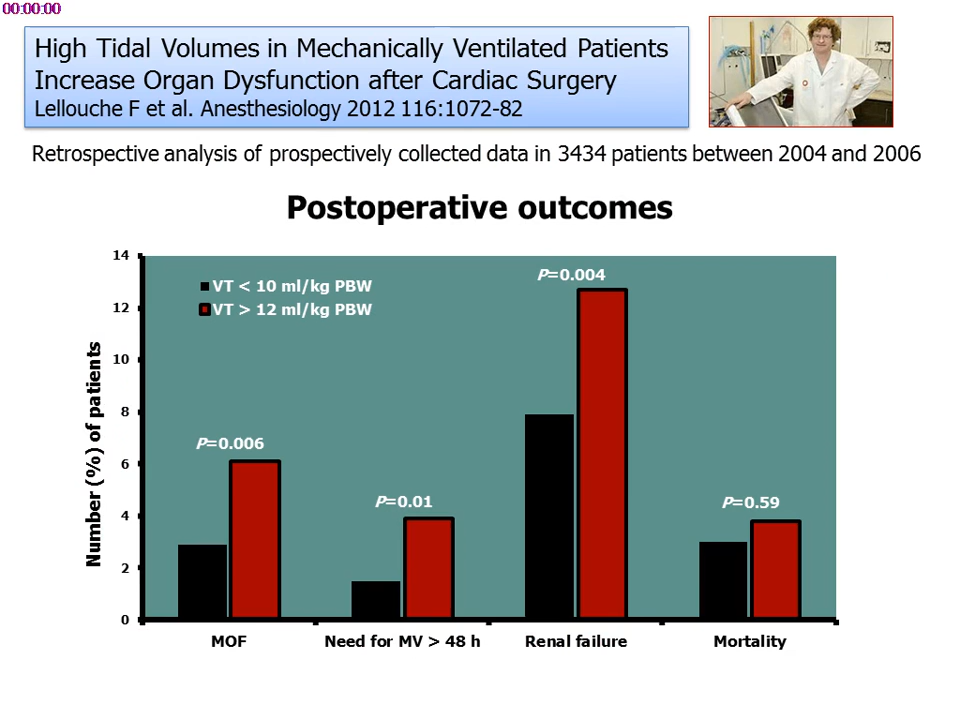 00:00:00
High Tidal Volumes in Mechanically Ventilated Patients
Increase Organ Dysfunction after Cardiac Surgery
Lellouche F et al. Anesthesiology 2012 116:1072-82
Retrospective analysis of prospectively collected data in 3434 patients between 2004 and 2006
Postoperative outcomes
Number (%) of patients
14
12
10
8
6
4
2
0
VT < 10 ml/kg PBW
VT > 12 ml/kg PBW
P=0.006
P=0.01
P=0.004
P=0.59
MOF
Need for MV > 48 h
Renal failure
Mortality